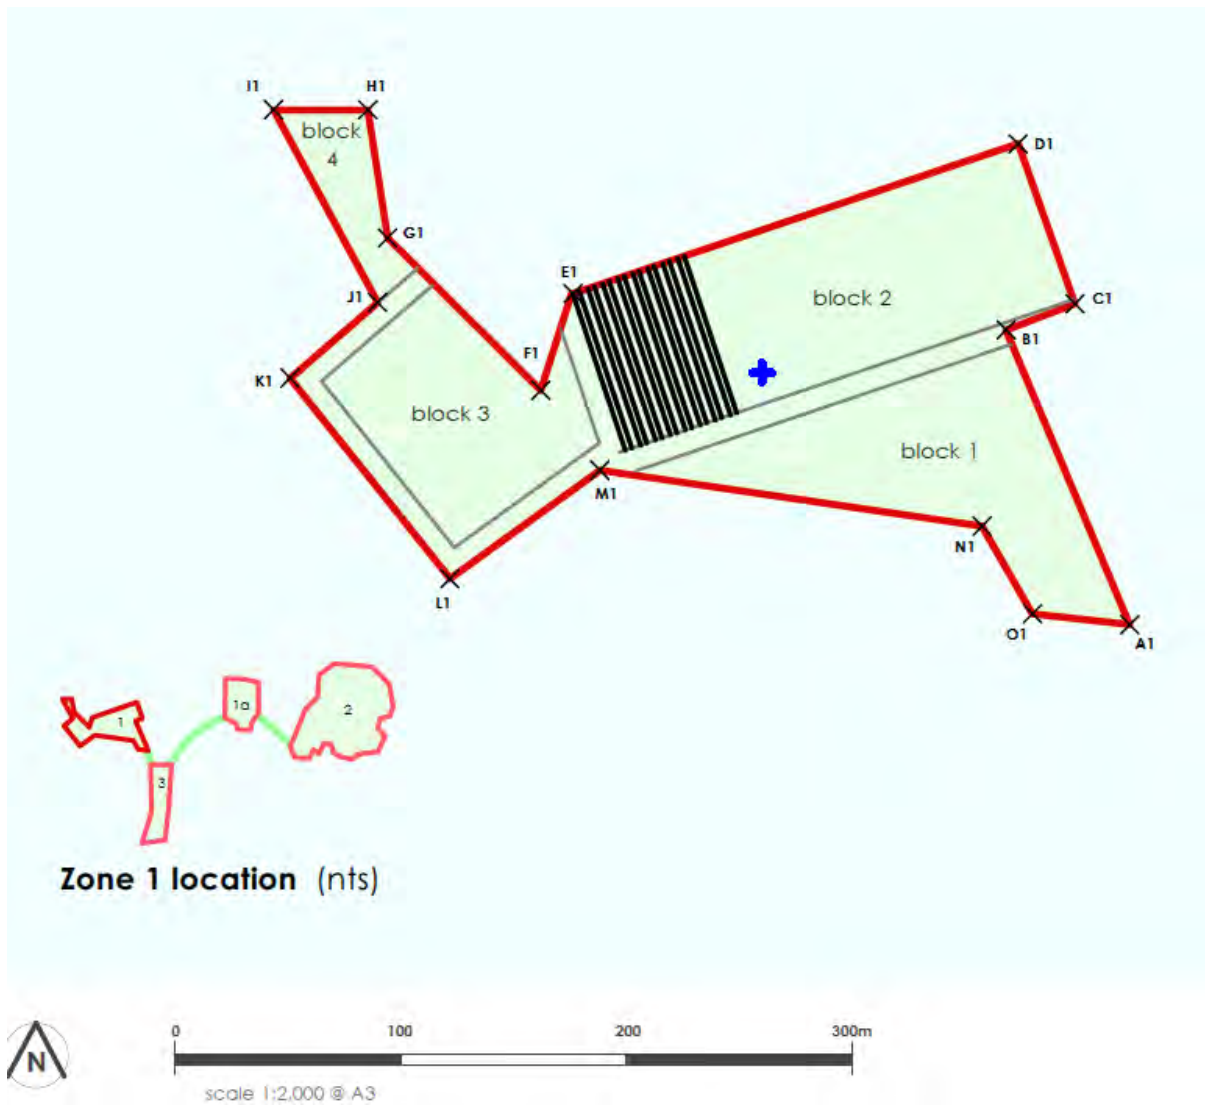 I1
H1
block
4
D1
G1
E1
J1
block 2
C1
B1
F1
K1
block 3
block 1
M1
N1
L1
O1
A1
1
1a
2
3
Zone 1 location (nts)
0 100 200 300m
N
scale 1:2,000 @ A3